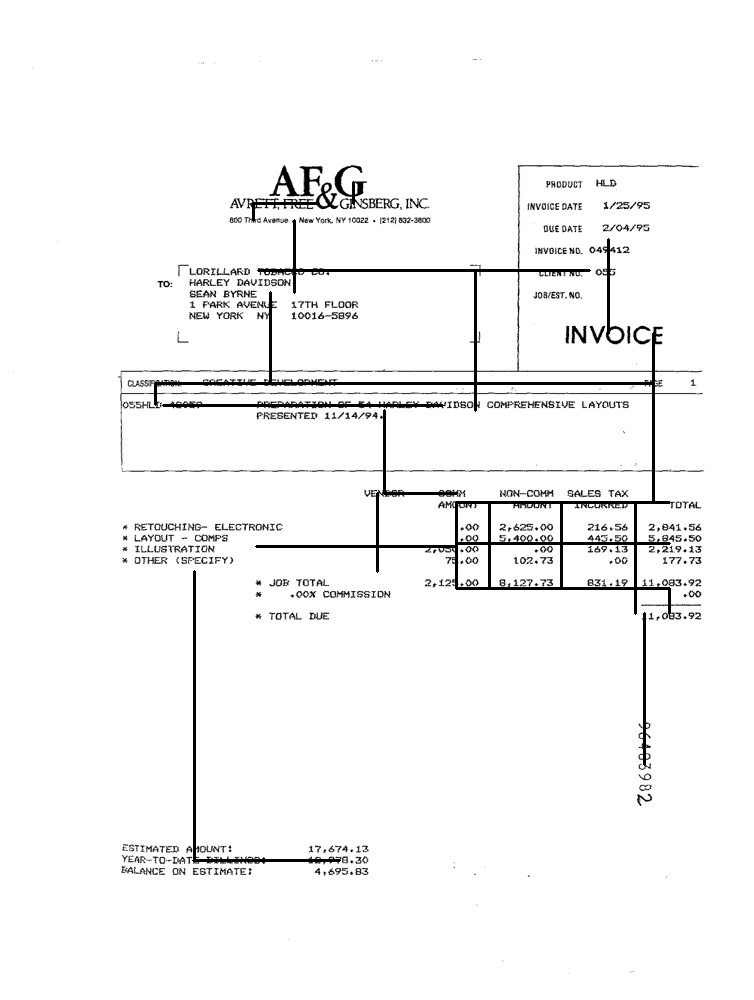 AF&G
AVRETT, FREE & GINSBERG, INC.
800 Third Avenue • New York, NY 10022 • (212) 832-3800
PRODUCT HLD
INVOICE DATE 1/25/95
DUE DATE 2/04/95
INVOICE NO. 049412
CLIENT NO. 055
JOB/EST. NO.
INVOICE
TO: LORILLARD TOBACCO CO.
HARLEY DAVIDSON
SEAN BYRNE
1 PARK AVENUE 17TH FLOOR
NEW YORK NY 10016-5896
CLASSIFICATION: CREATIVE DEVELOPMENT PAGE 1
055HLD PREPARATION OF 54 HARLEY DAVIDSON COMPREHENSIVE LAYOUTS
PRESENTED 11/14/94.
VENDOR COMM NON-COMM SALES TAX
AMOUNT AMOUNT INCURRED TOTAL
* RETOUCHING- ELECTRONIC .00 2,625.00 216.56 2,841.56
* LAYOUT - COMPS .00 5,400.00 445.50 5,845.50
* ILLUSTRATION 2,050.00 .00 169.13 2,219.13
* OTHER (SPECIFY) 75.00 102.73 .00 177.73
* JOB TOTAL 2,125.00 8,127.73 831.19 11,083.92
* .00% COMMISSION .00
* TOTAL DUE 11,083.92
ESTIMATED AMOUNT: 17,674.13
YEAR-TO-DATE BILLINGS: 12,978.30
BALANCE ON ESTIMATE: 4,695.83